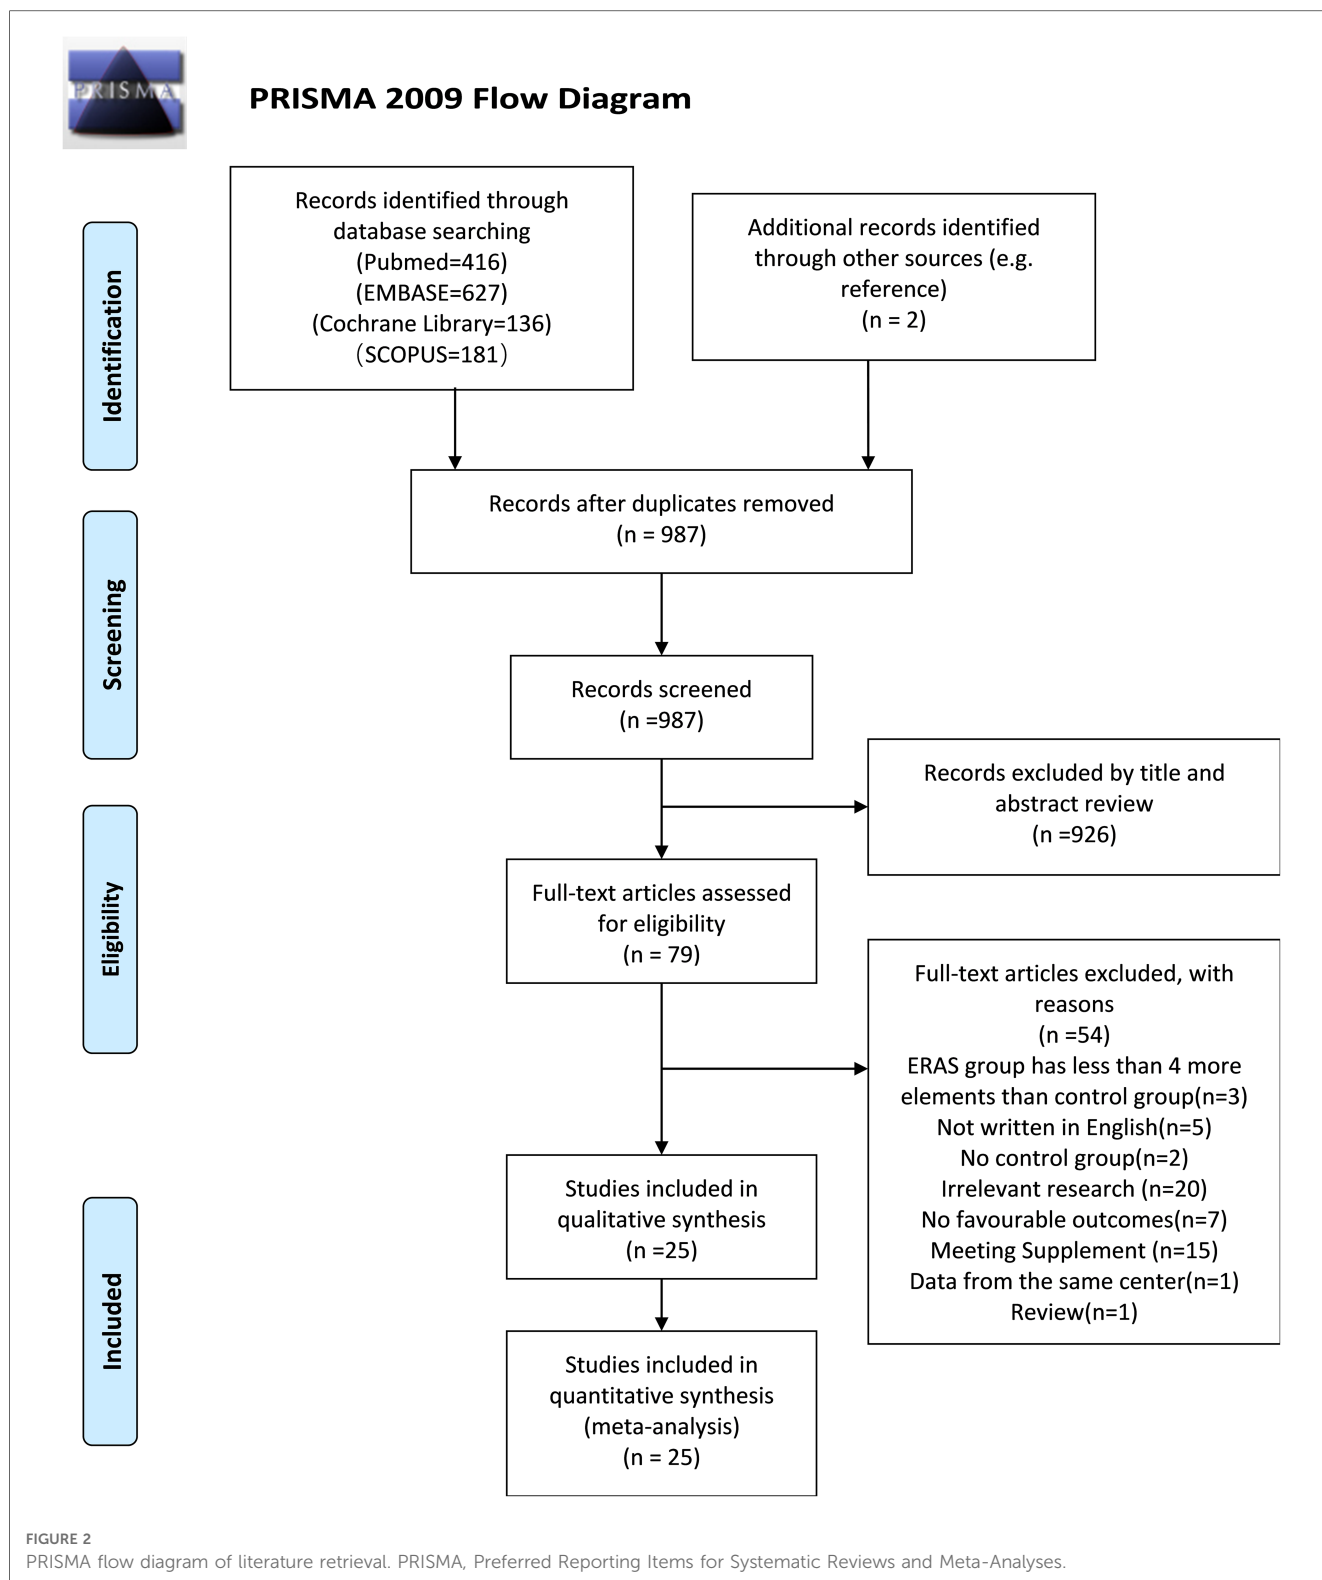 PRISMA
PRISMA 2009 Flow Diagram
Identification
Records identified through
database searching
(Pubmed=416)
(EMBASE=627)
(Cochrane Library=136)
（SCOPUS=181）
Additional records identified
through other sources (e.g.
reference)
(n = 2)
Records after duplicates removed
(n = 987)
Screening
Records screened
(n =987)
Records excluded by title and
abstract review
(n =926)
Eligibility
Full-text articles assessed
for eligibility
(n = 79)
Full-text articles excluded, with
reasons
(n =54)
ERAS group has less than 4 more
elements than control group(n=3)
Not written in English(n=5)
No control group(n=2)
Irrelevant research (n=20)
No favourable outcomes(n=7)
Meeting Supplement (n=15)
Data from the same center(n=1)
Review(n=1)
Included
Studies included in
qualitative synthesis
(n =25)
Studies included in
quantitative synthesis
(meta-analysis)
(n = 25)
FIGURE 2
PRISMA flow diagram of literature retrieval. PRISMA, Preferred Reporting Items for Systematic Reviews and Meta-Analyses.